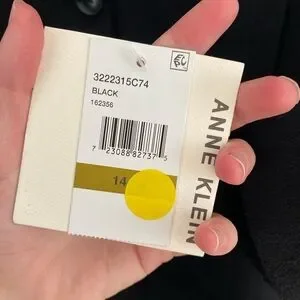 3222315C74
BLACK
162356
7 23088 82737 5
14
ANNE KLEIN